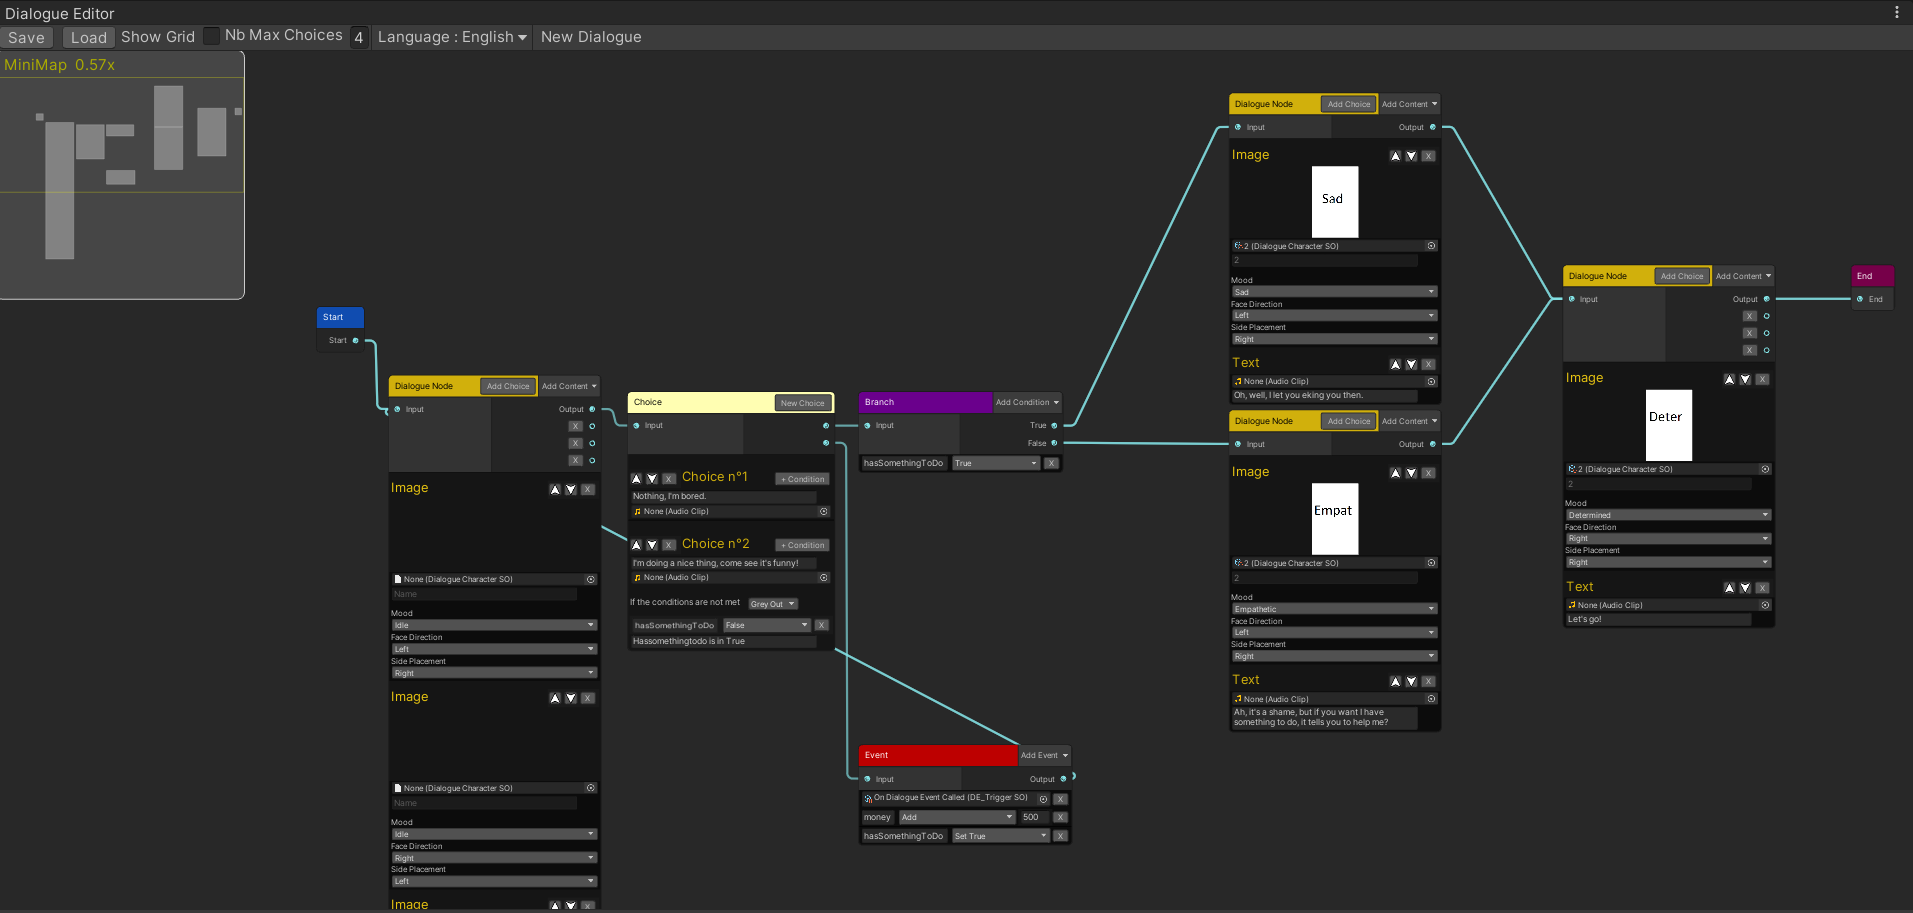 Dialogue Editor
Save Load Show Grid Nb Max Choices 4 Language : English New Dialogue
MiniMap 0.57x
Start
Start
Dialogue Node Add Choice Add Content
Input Output
X
X
X
Image X
None (Dialogue Character SO)
Name
Mood
Idle
Face Direction
Left
Side Placement
Right
Image X
None (Dialogue Character SO)
Name
Mood
Idle
Face Direction
Right
Side Placement
Left
Image X
Choice New Choice
Input
X Choice n°1 + Condition
Nothing, I'm bored.
None (Audio Clip)
X Choice n°2 + Condition
I'm doing a nice thing, come see it's funny!
None (Audio Clip)
If the conditions are not met Grey Out
hasSomethingToDo False X
Hassomethingtodo is in True
Branch Add Condition
Input True
False
hasSomethingToDo True X
Event Add Event
Input Output
On Dialogue Event Called (DE_Trigger SO) X
money Add 500 X
hasSomethingToDo Set True X
Dialogue Node Add Choice Add Content
Input Output
Image X
Sad
2 (Dialogue Character SO)
2
Mood
Sad
Face Direction
Left
Side Placement
Right
Text X
None (Audio Clip)
Oh, well, I let you eking you then.
Dialogue Node Add Choice Add Content
Input Output
Image X
Empat
2 (Dialogue Character SO)
2
Mood
Empathetic
Face Direction
Left
Side Placement
Right
Text X
None (Audio Clip)
Ah, it's a shame, but if you want I have
something to do, it tells you to help me?
Dialogue Node Add Choice Add Content
Input Output
X
X
X
Image X
Deter
2 (Dialogue Character SO)
2
Mood
Determined
Face Direction
Right
Side Placement
Right
Text X
None (Audio Clip)
Let's go!
End
End